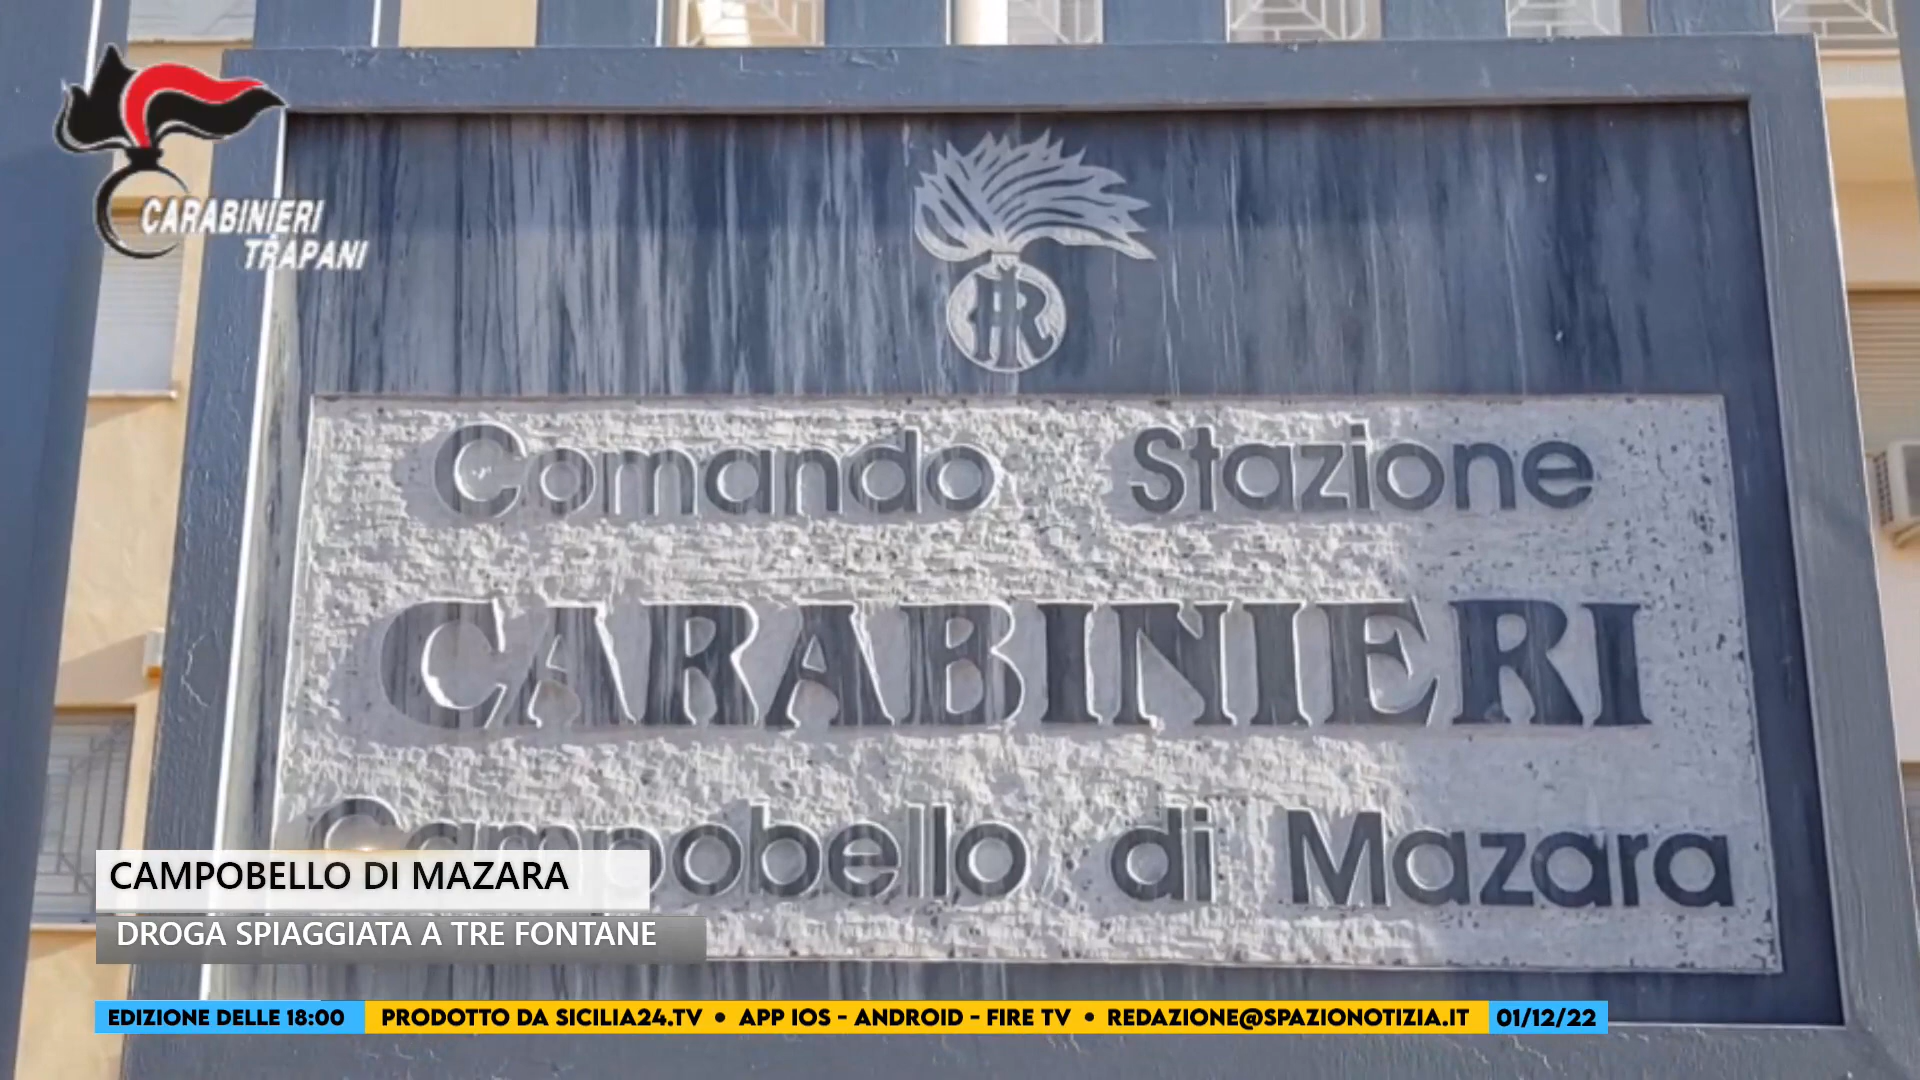 CARABINIERI
TRAPANI
Comando Stazione
CARABINIERI
Campobello di Mazara
CAMPOBELLO DI MAZARA
DROGA SPIAGGIATA A TRE FONTANE
EDIZIONE DELLE 18:00 PRODOTTO DA SICILIA24.TV • APP IOS - ANDROID - FIRE TV • REDAZIONE@SPAZIONOTIZIA.IT 01/12/22